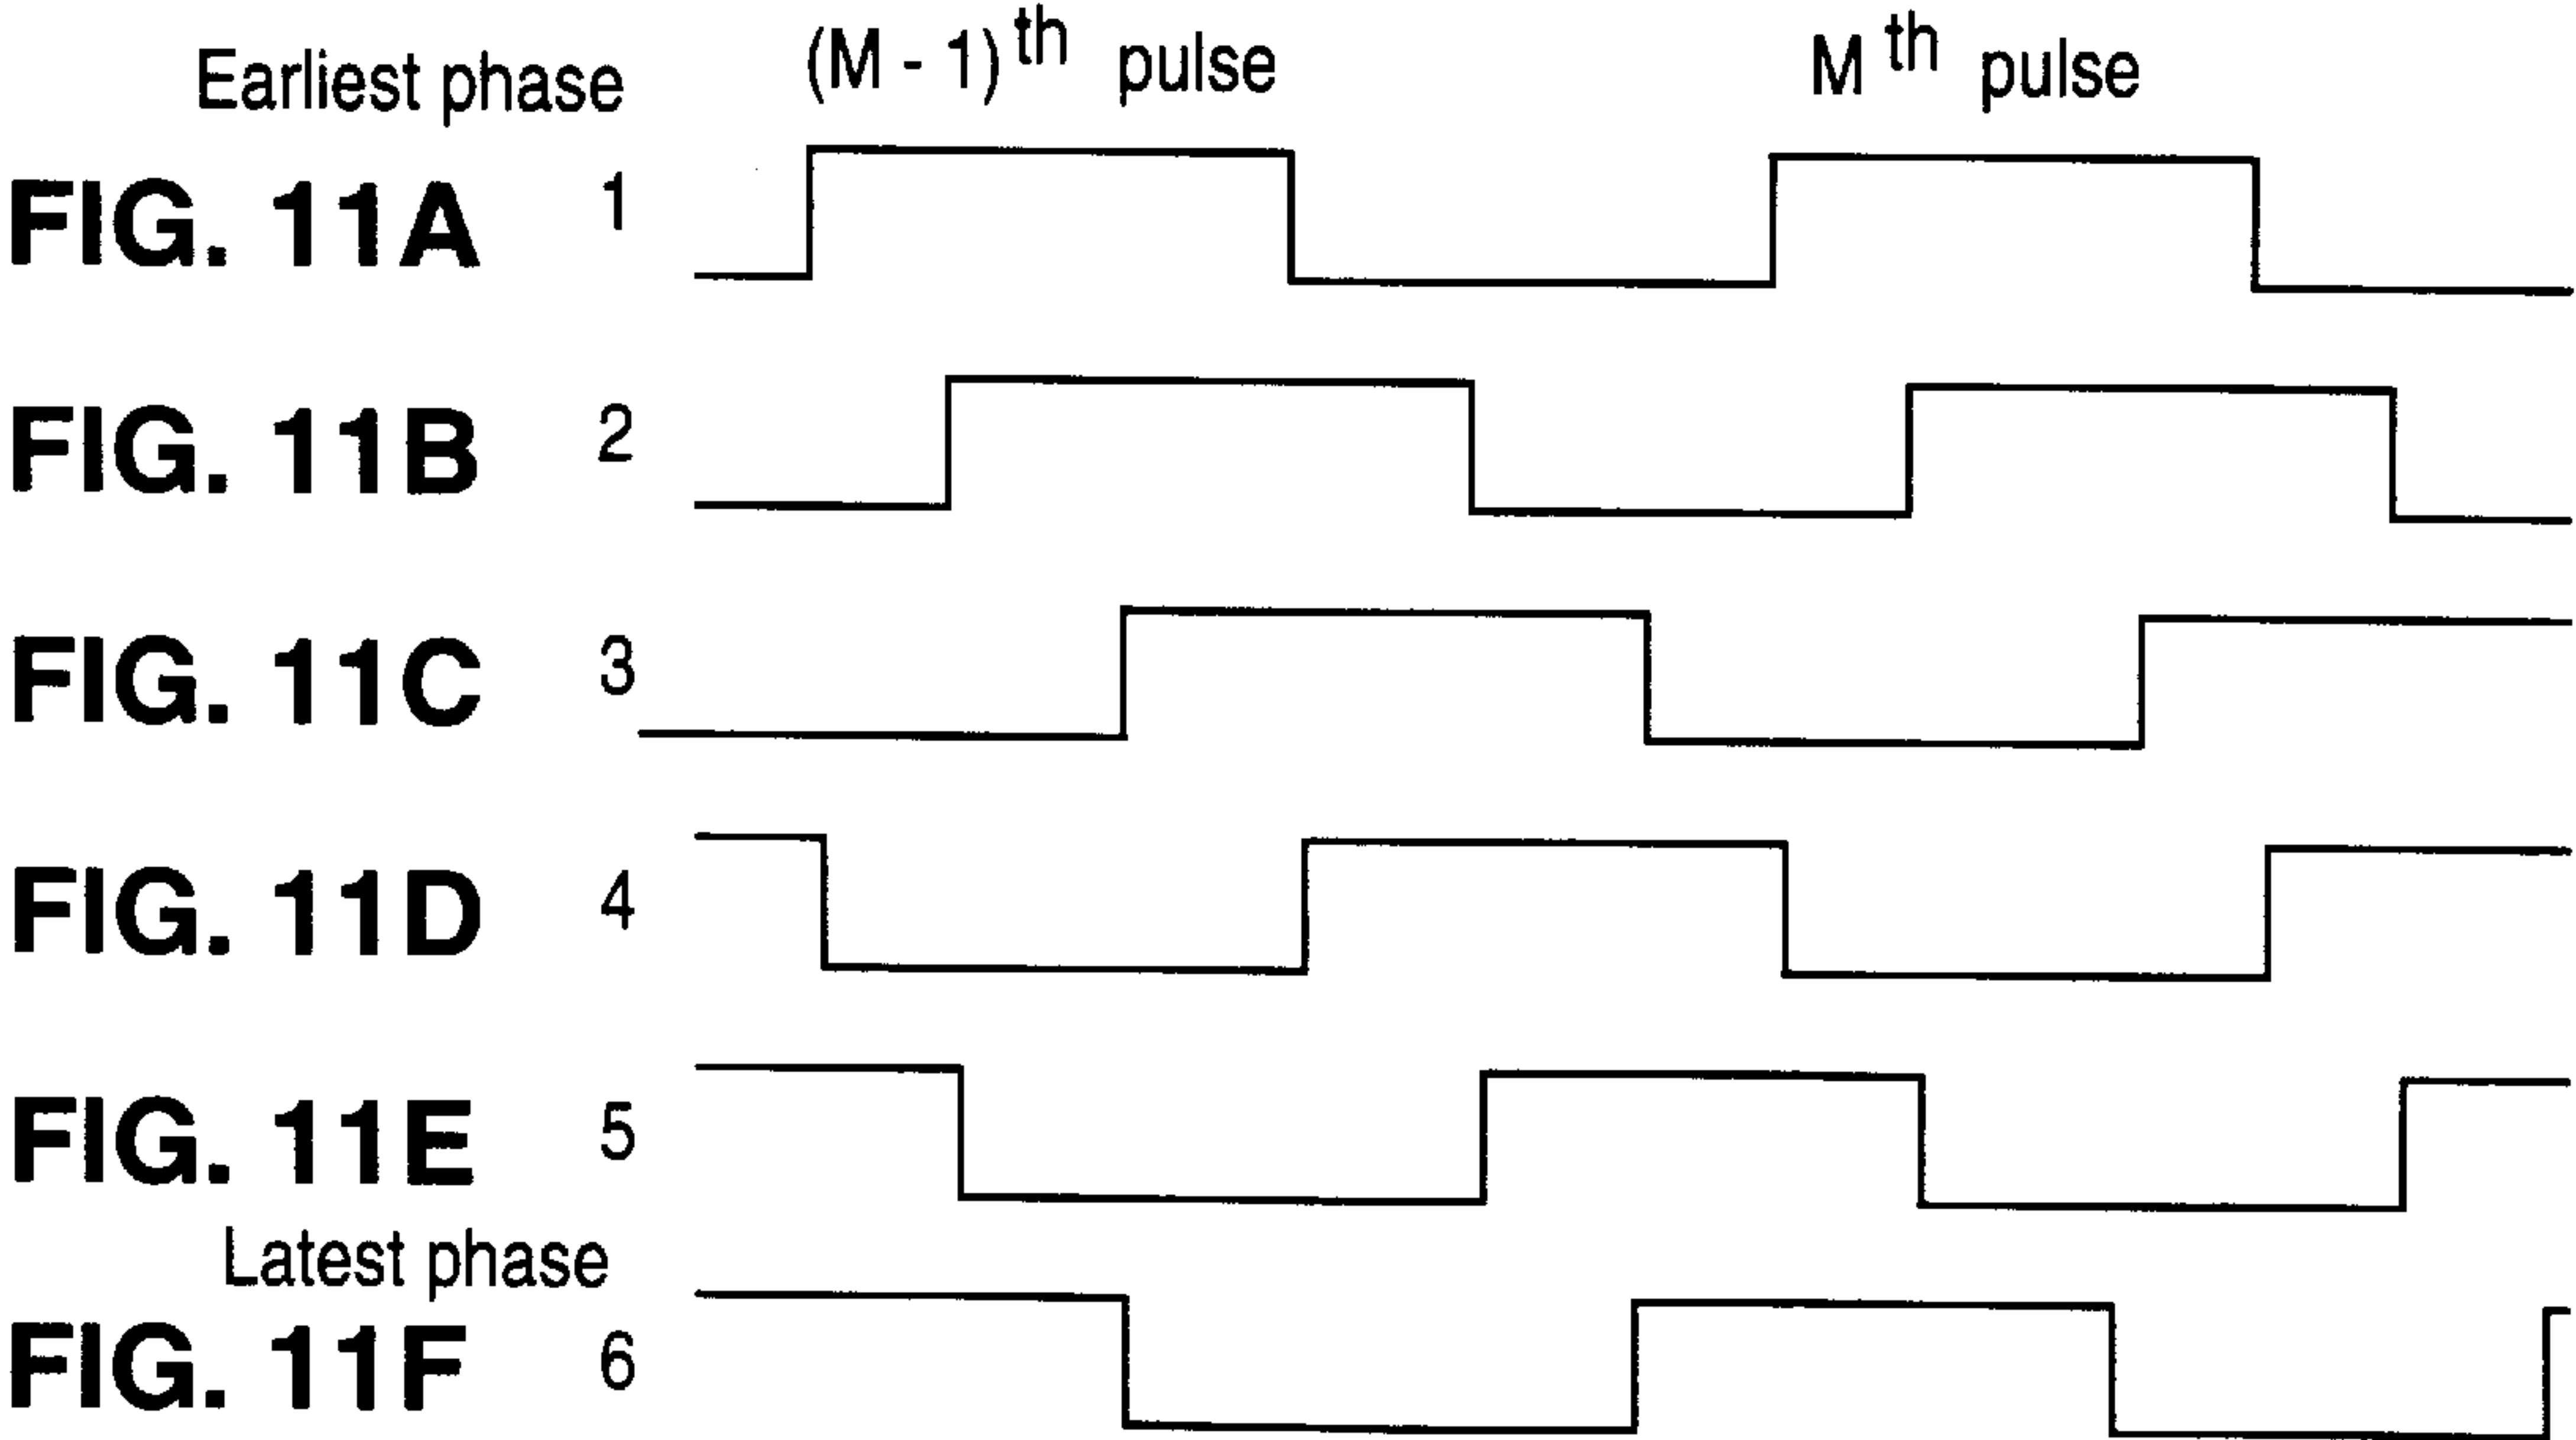 Earliest phase (M - 1)th pulse Mth pulse
FIG. 11A 1
FIG. 11B 2
FIG. 11C 3
FIG. 11D 4
FIG. 11E 5
Latest phase
FIG. 11F 6